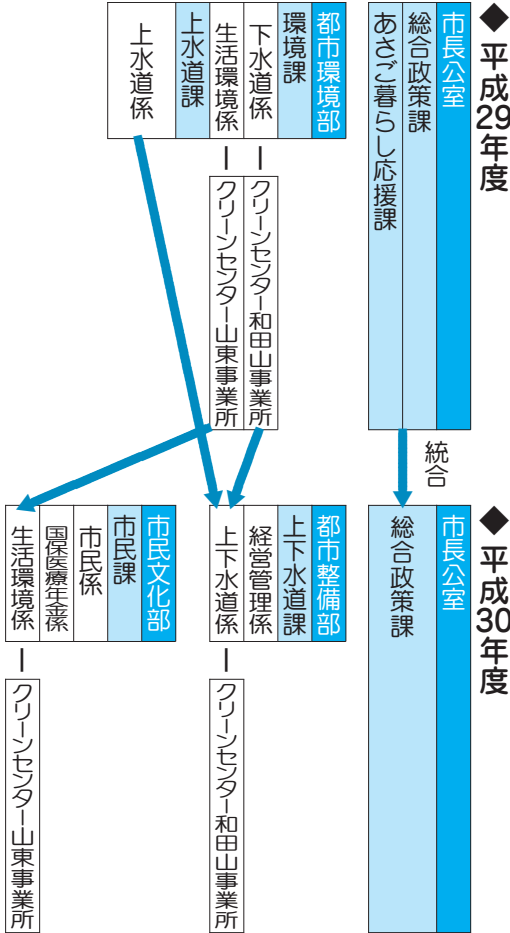 ◆ 平成29年度
市長公室
総合政策課
あさご暮らし応援課
都市環境部
環境課
下水道係
クリーンセンター和田山事業所
生活環境係
クリーンセンター山東事業所
上水道課
上水道係
統合
◆ 平成30年度
市長公室
総合政策課
都市整備部
上下水道課
経営管理係
上下水道係
クリーンセンター和田山事業所
市民文化部
市民課
市民係
国保医療年金係
生活環境係
クリーンセンター山東事業所